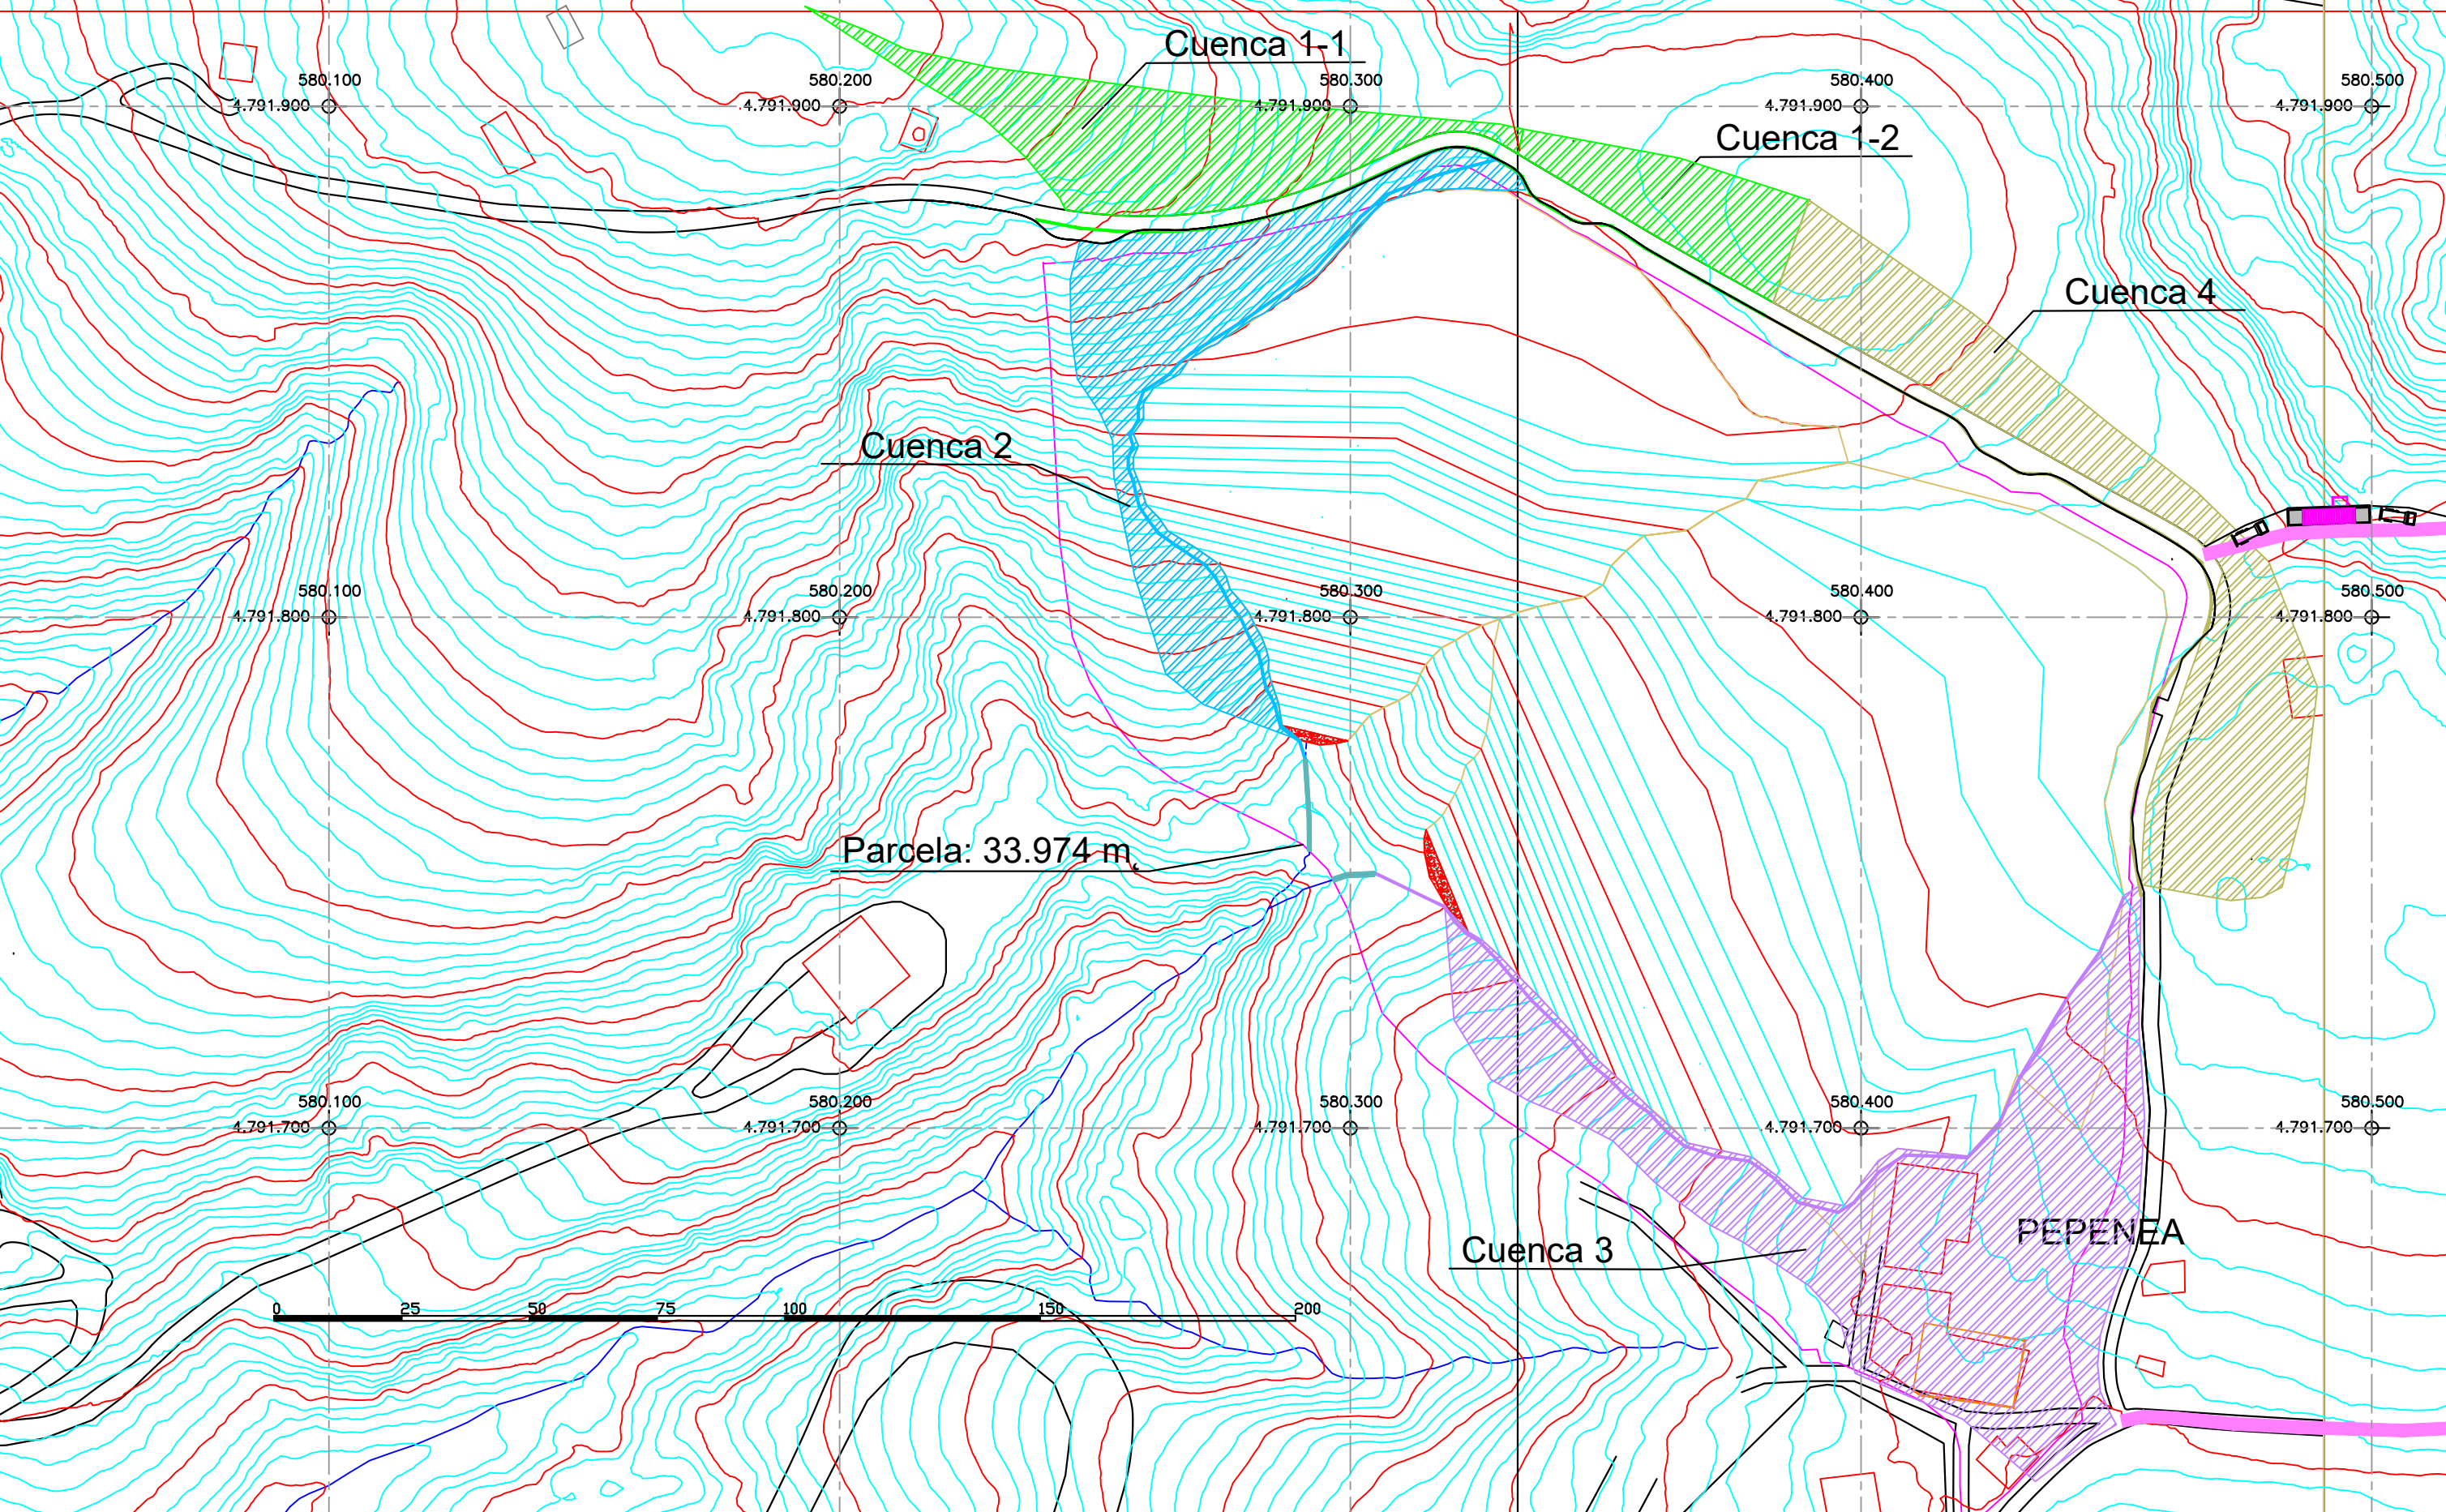 Cuenca 1-1
580.100 580.200 580.300 580.400 580.500
4.791.900 4.791.900 4.791.900 4.791.900 4.791.900
Cuenca 1-2
Cuenca 4
Cuenca 2
580.100 580.200 580.300 580.400 580.500
4.791.800 4.791.800 4.791.800 4.791.800 4.791.800
Parcela: 33.974 m
580.100 580.200 580.300 580.400 580.500
4.791.700 4.791.700 4.791.700 4.791.700 4.791.700
PEPENEA
Cuenca 3
0 25 50 75 100 150 200